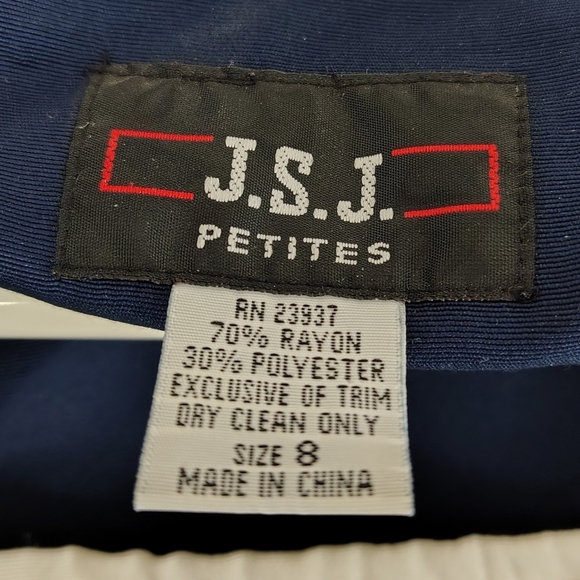 J.S.J.
PETITES
RN 23937
70% RAYON
30% POLYESTER
EXCLUSIVE OF TRIM
DRY CLEAN ONLY
SIZE 8
MADE IN CHINA